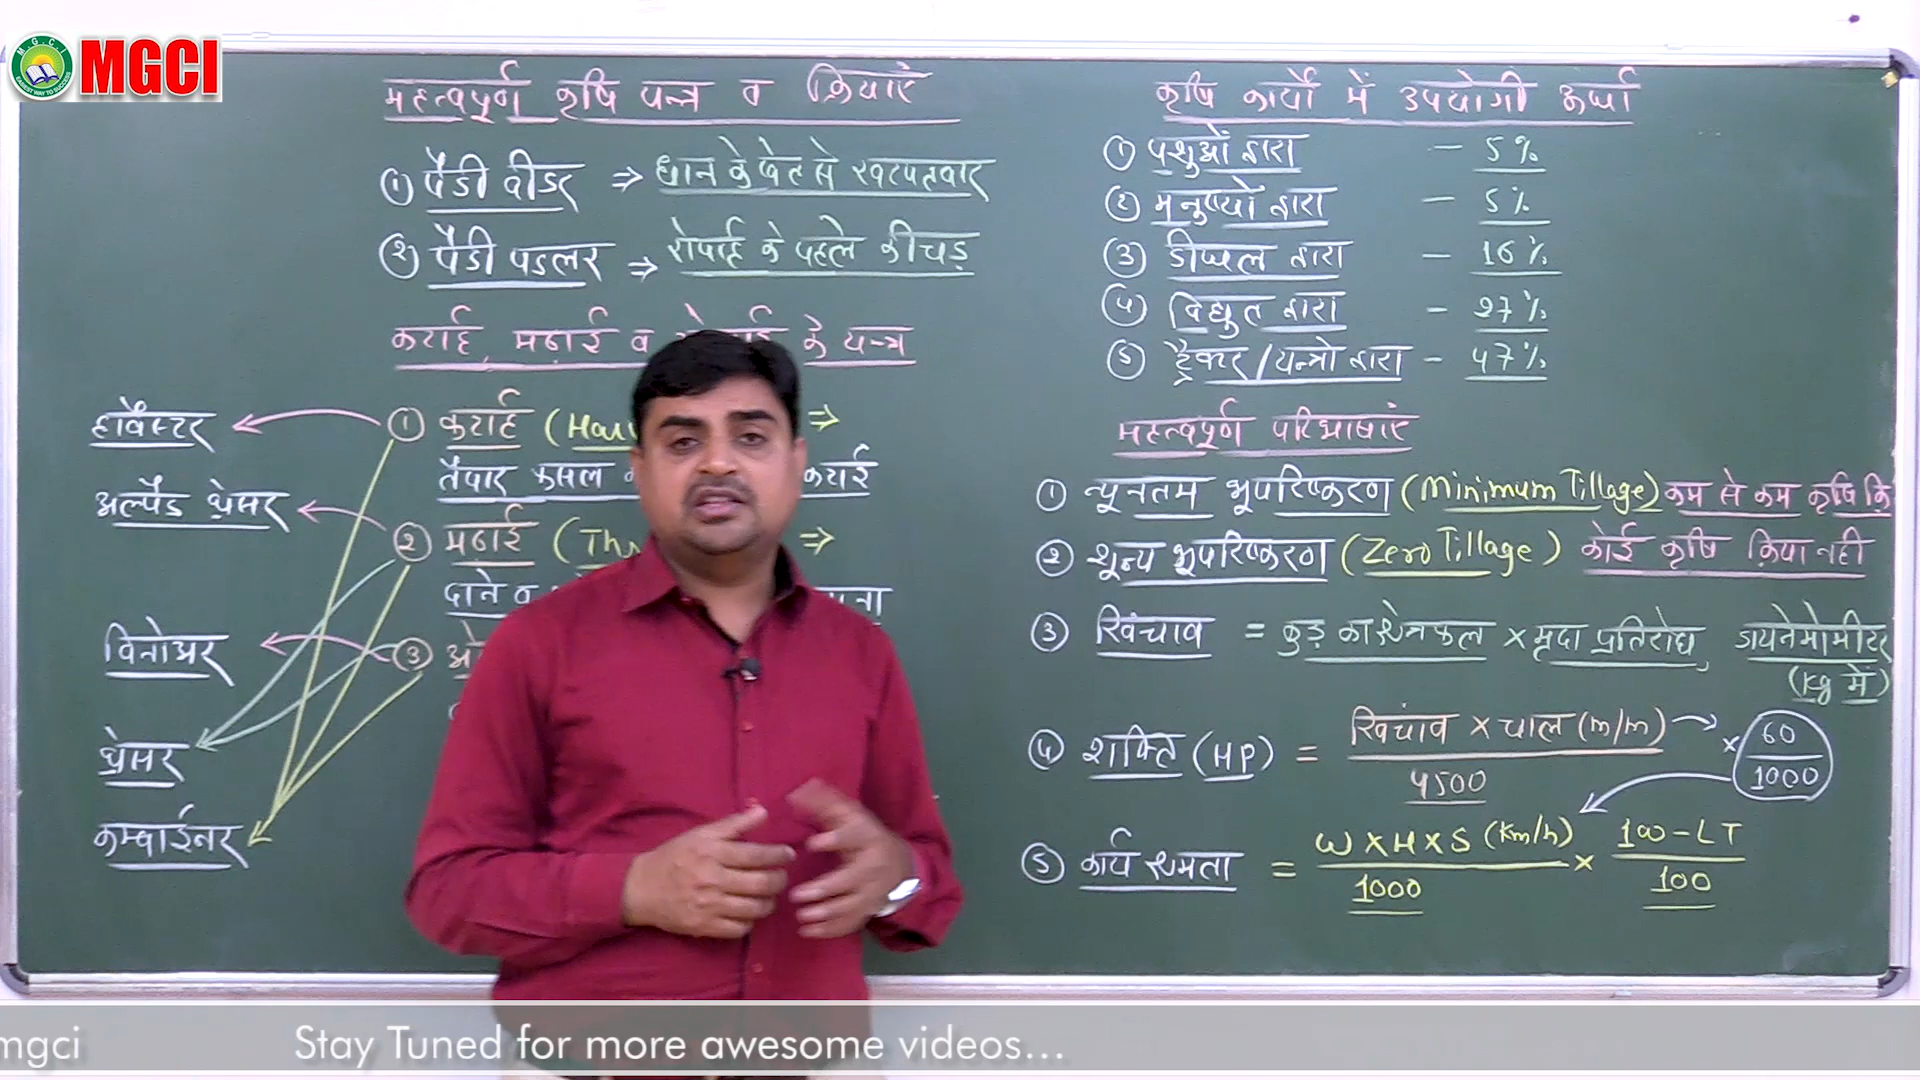 M.G.C.I
MGCI
महत्वपूर्ण कृषि यन्त्र व क्रियाएं
① पैडी वीडर ⇒ धान के खेत से खरपतवार
② पैडी पडलर ⇒ रोपाई के पहले कीचड़
कटाई, मढाई व के यन्त्र
हार्वेस्टर
① कटाई (Har ⇒
तैयार फसल कटाई
अल्पैड थ्रेसर
② मढाई (Th ⇒
दाने व
विनोअर
③ ओ
थ्रेसर
कम्बाईनर
कृषि कार्यों में उपयोगी ऊर्जा
① पशुओं द्वारा - 5%
② मनुष्यों द्वारा - 5%
③ डीजल द्वारा - 16%
④ विद्युत द्वारा - 27%
⑤ ट्रैक्टर/यन्त्रो द्वारा - 47%
महत्वपूर्ण परिभाषाएं
① न्यूनतम भूपरिष्करण (Minimum Tillage) कम से कम कृषि क्रि
② शून्य भूपरिष्करण (Zero Tillage) कोई कृषि क्रिया नही
③ खिंचाव = कुड़ का क्षेत्रफल × मृदा प्रतिरोध, डायनेमोमीटर
(Kg में)
④ शक्ति (HP) = खिंचाव × चाल (m/m) / 4500 × 60/1000
⑤ कार्य क्षमता = W × H × S (Km/h) / 1000 × 100 - LT / 100
mgci Stay Tuned for more awesome videos...